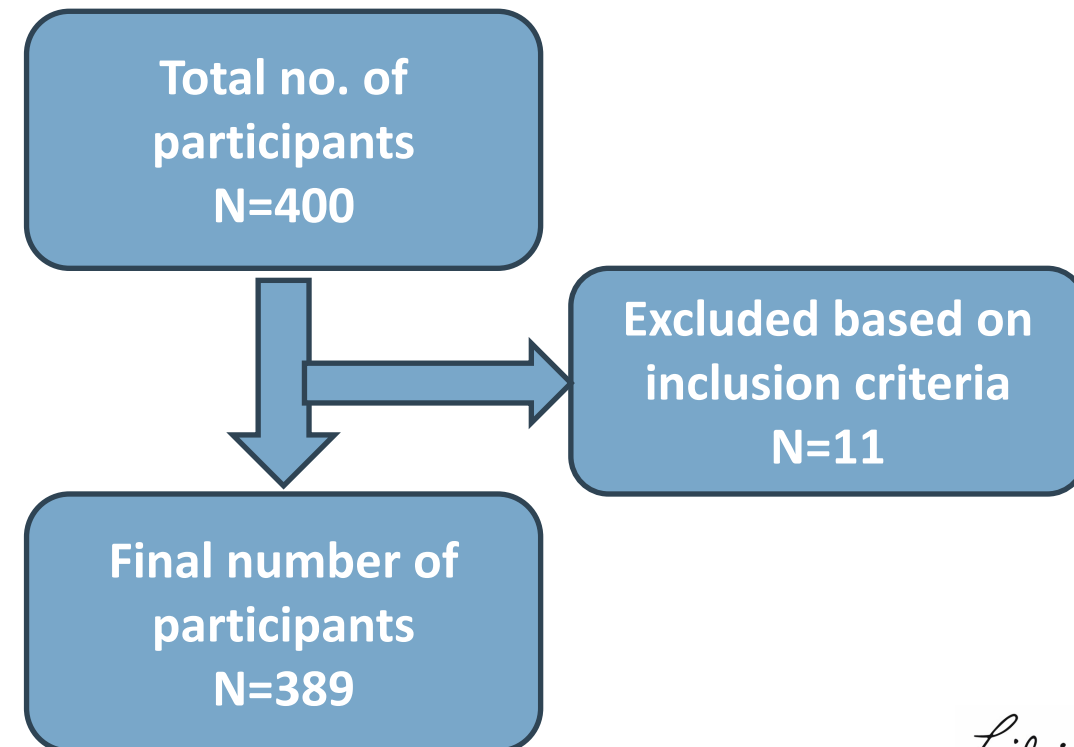 Total no. of
participants
N=400
Excluded based on
inclusion criteria
N=11
Final number of
participants
N=389